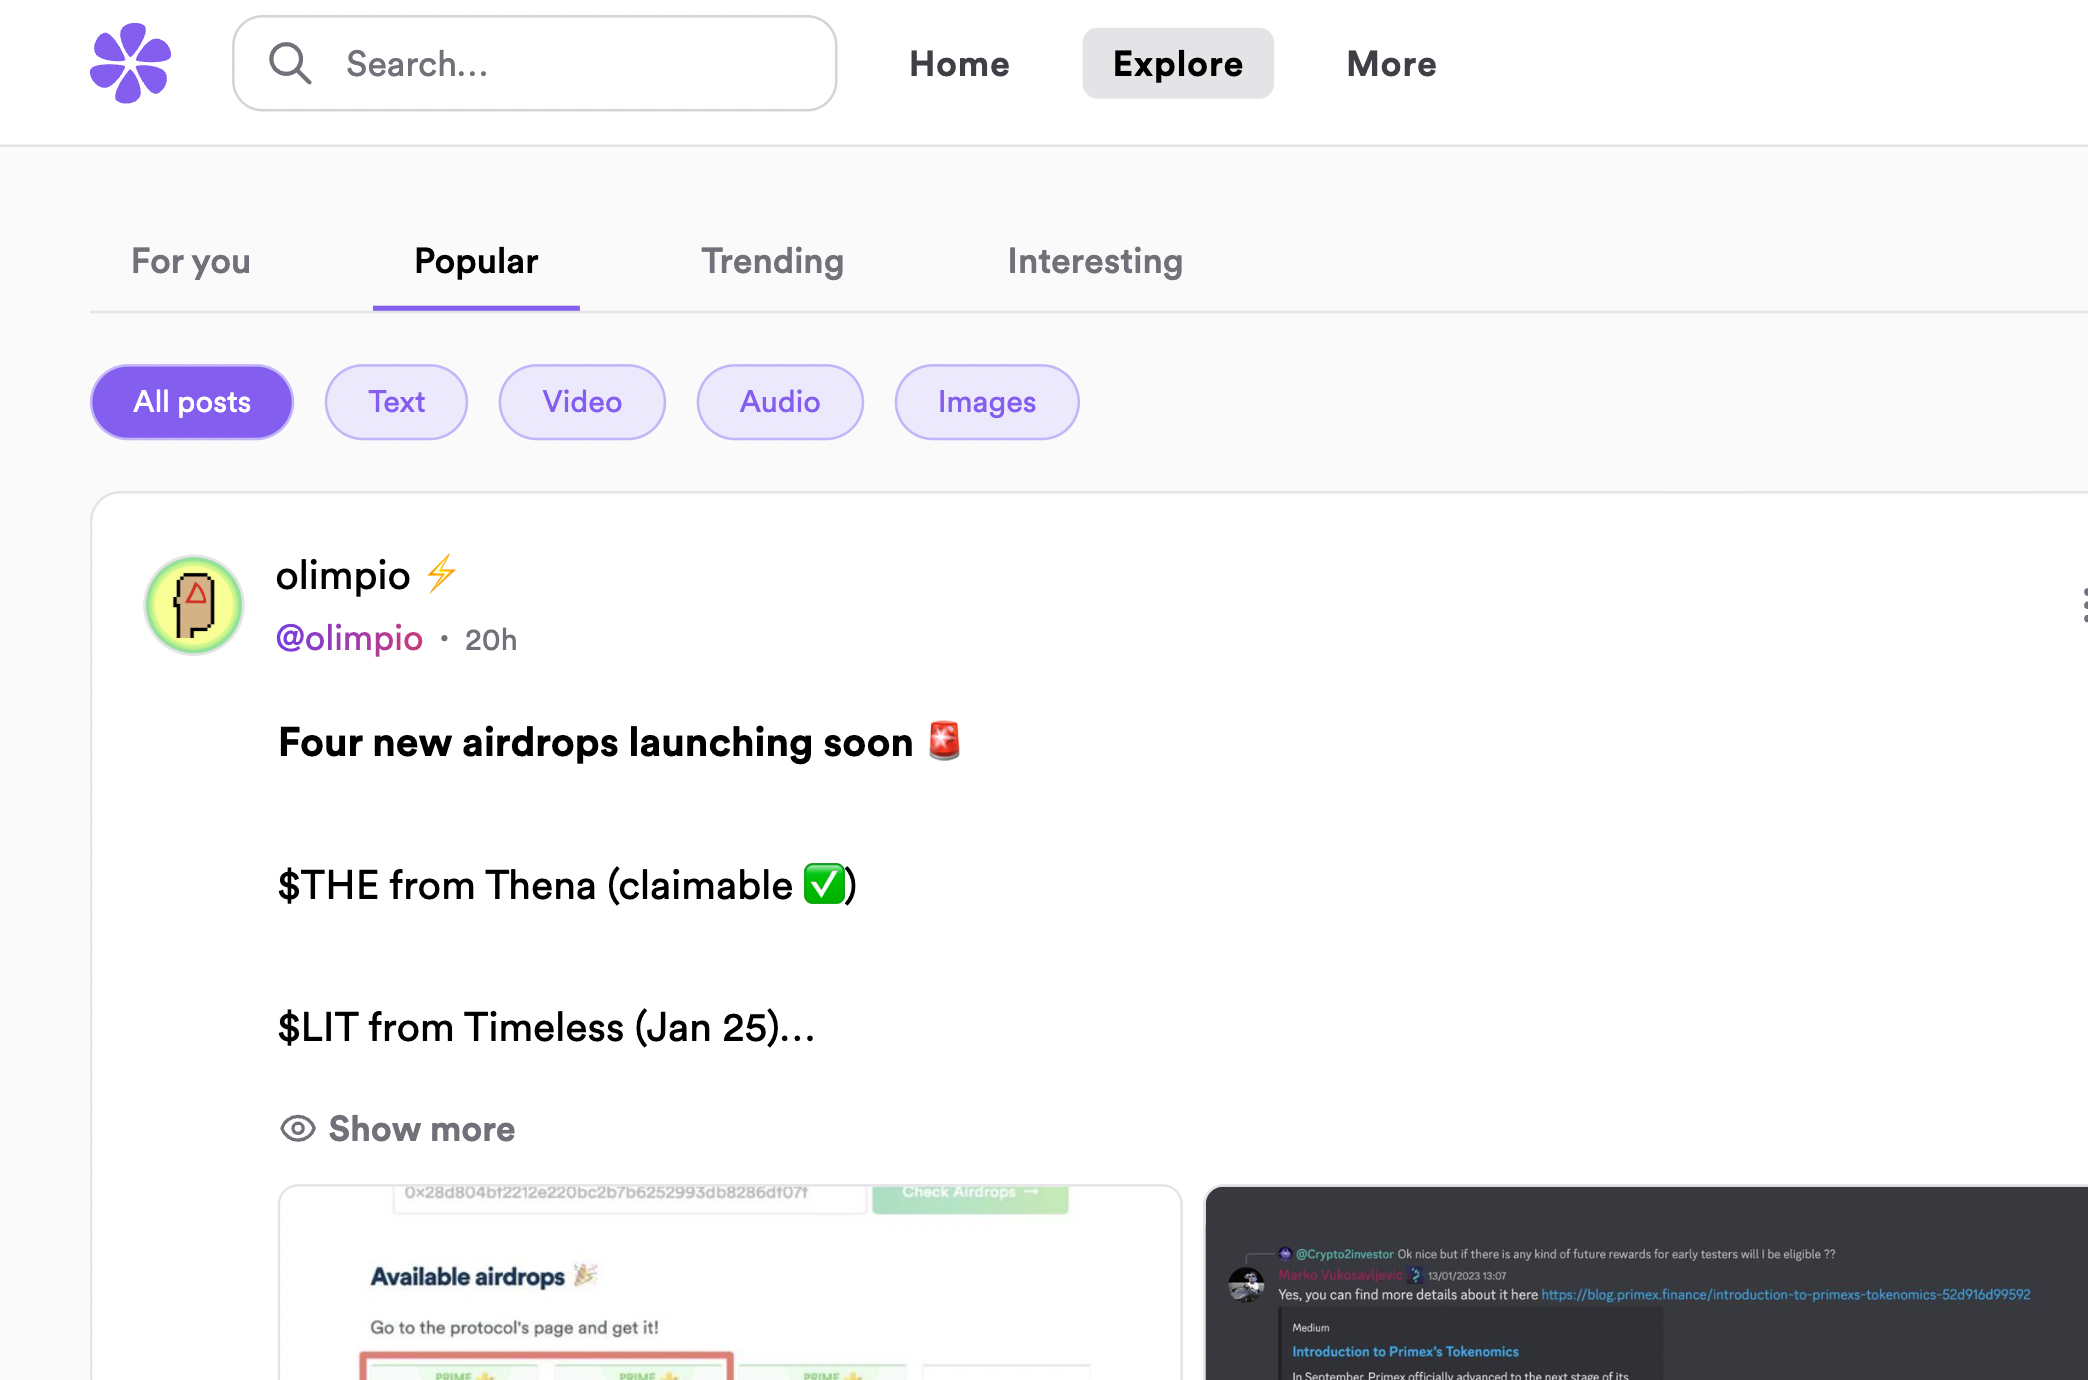 Search...
Home
Explore
More
For you
Popular
Trending
Interesting
All posts
Text
Video
Audio
Images
olimpio ⚡
@olimpio · 20h
Four new airdrops launching soon 🚨
$THE from Thena (claimable ✅)
$LIT from Timeless (Jan 25)...
Show more
0x28d804bf2212e220bc2b7b6252993db8286df07f
Check Airdrops →
Available airdrops 🎉
Go to the protocol's page and get it!
PRIME
PRIME
PRIME
@Crypto2investor Ok nice but if there is any kind of future rewards for early testers will I be eligible ??
Marko Vukosavljevic 13/01/2023 13:07
Yes, you can find more details about it here https://blog.primex.finance/introduction-to-primexs-tokenomics-52d916d99592
Medium
Introduction to Primex's Tokenomics
In September, Primex officially advanced to the next stage of its